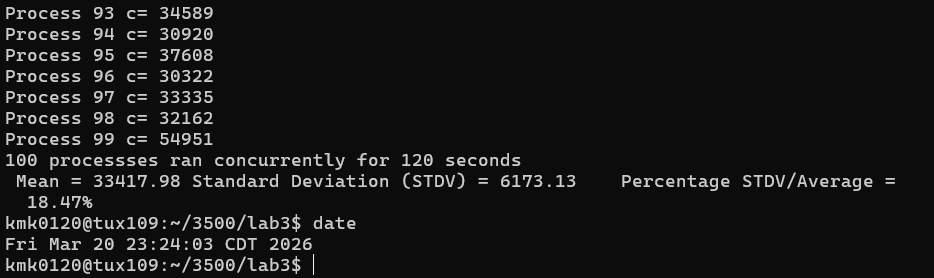 Process 93 c= 34589
Process 94 c= 30920
Process 95 c= 37608
Process 96 c= 30322
Process 97 c= 33335
Process 98 c= 32162
Process 99 c= 54951
100 processses ran concurrently for 120 seconds
 Mean = 33417.98 Standard Deviation (STDV) = 6173.13    Percentage STDV/Average =
  18.47%
kmk0120@tux109:~/3500/lab3$ date
Fri Mar 20 23:24:03 CDT 2026
kmk0120@tux109:~/3500/lab3$